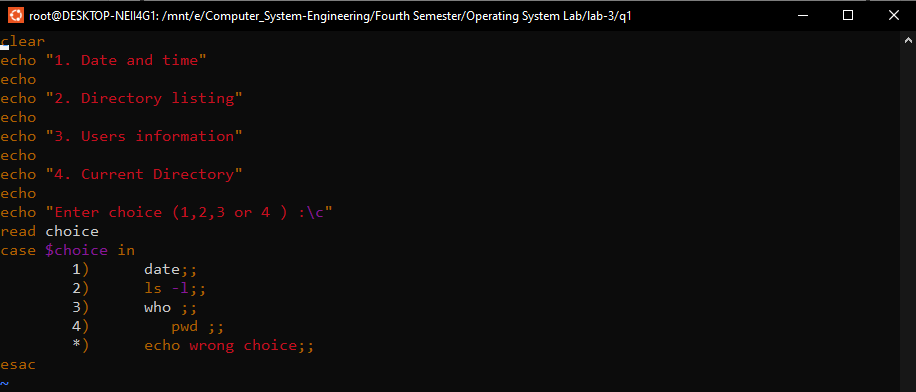 root@DESKTOP-NEII4G1: /mnt/e/Computer_System-Engineering/Fourth Semester/Operating System Lab/lab-3/q1
clear
echo "1. Date and time"
echo
echo "2. Directory listing"
echo
echo "3. Users information"
echo
echo "4. Current Directory"
echo
echo "Enter choice (1,2,3 or 4 ) :\c"
read choice
case $choice in
        1)      date;;
        2)      ls -l;;
        3)      who ;;
        4)         pwd ;;
        *)      echo wrong choice;;
esac
~